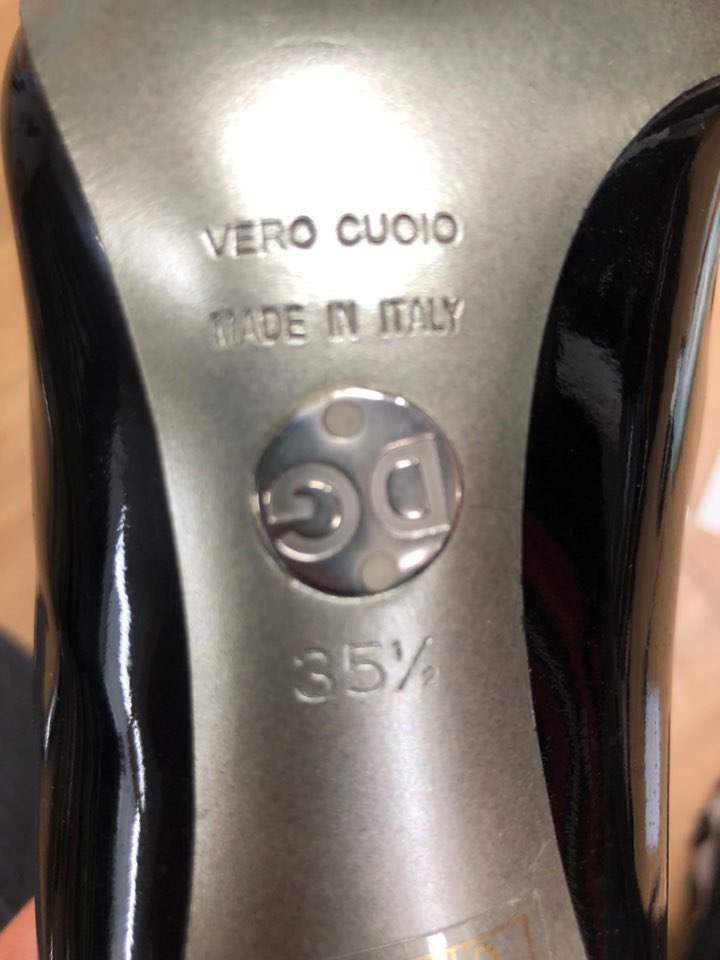 VERO CUOIO
MADE IN ITALY
DG
35½